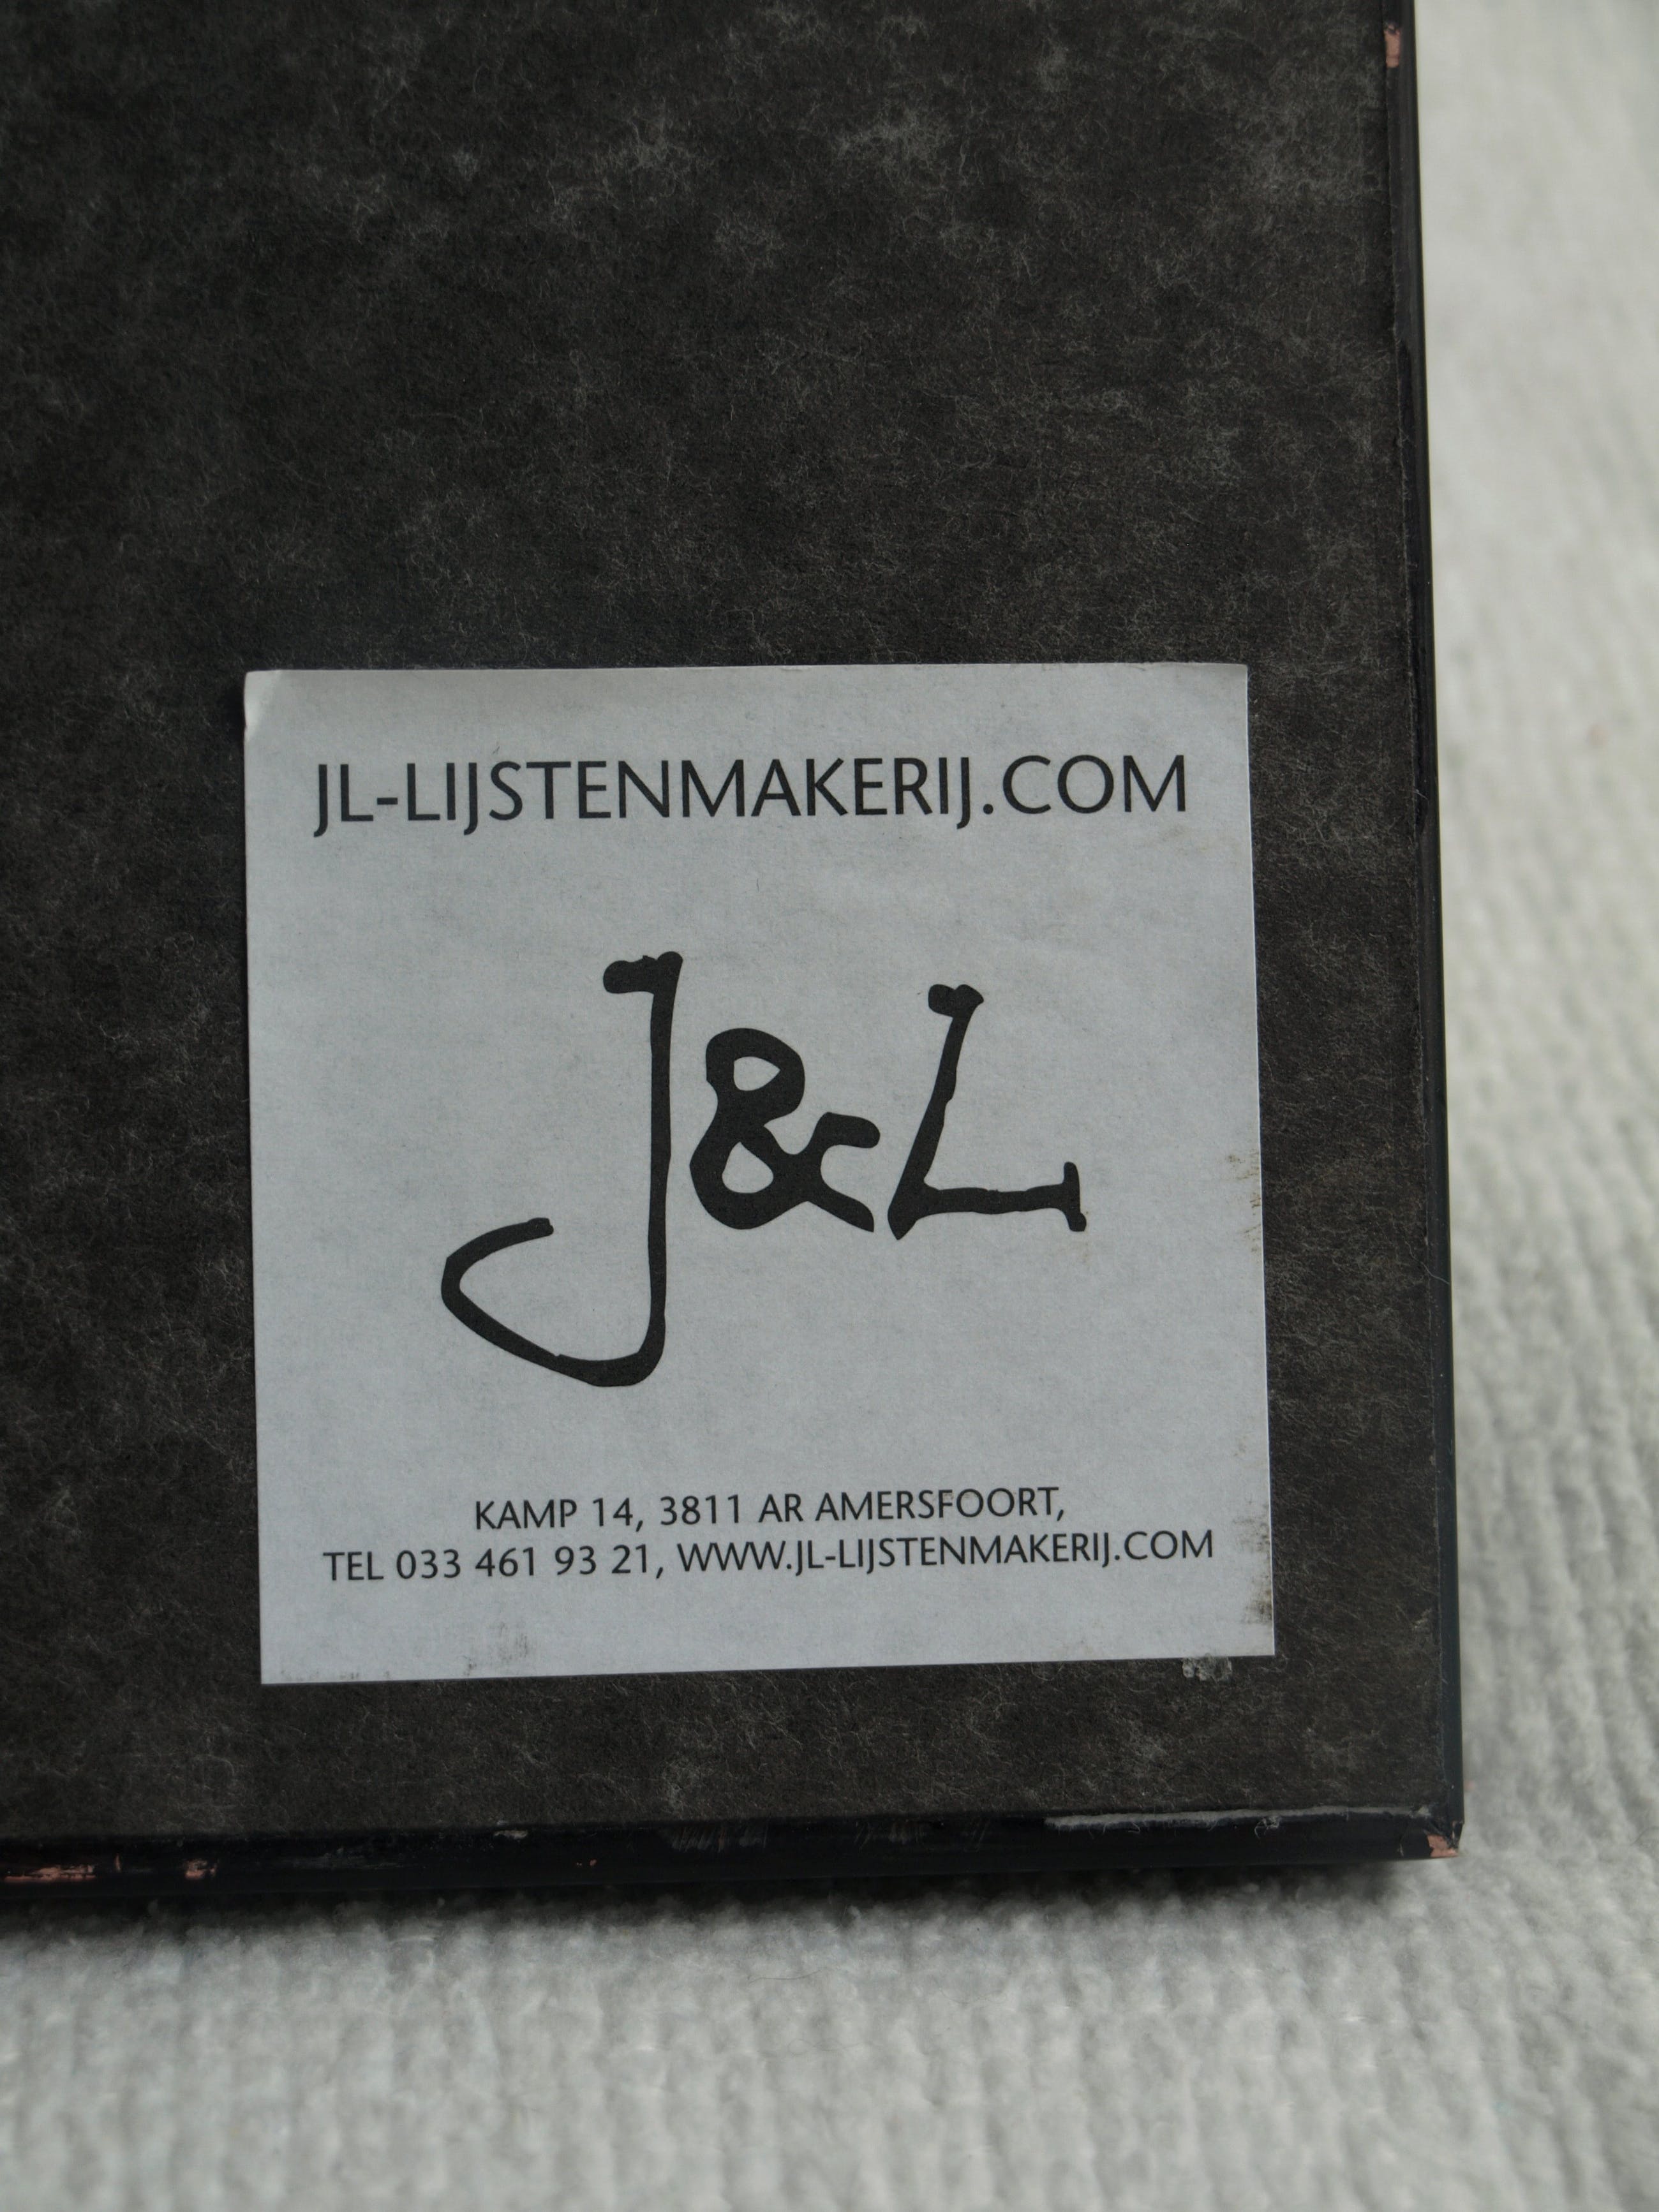 JL-LIJSTENMAKERIJ.COM
J&L
KAMP 14, 3811 AR AMERSFOORT,
TEL 033 461 93 21, WWW.JL-LIJSTENMAKERIJ.COM